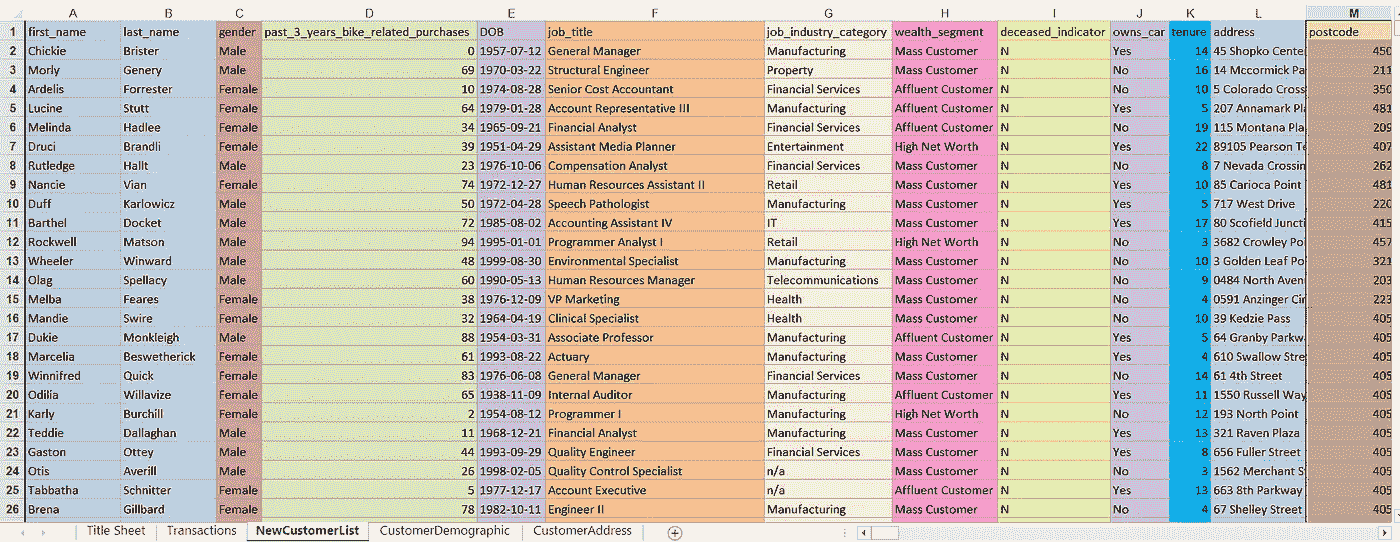 A B C D E F G H I J K L M
1 first_name last_name gender past_3_years_bike_related_purchases DOB job_title job_industry_category wealth_segment deceased_indicator owns_car tenure address postcode
2 Chickie Brister Male 0 1957-07-12 General Manager Manufacturing Mass Customer N Yes 14 45 Shopko Cente 450
3 Morly Genery Male 69 1970-03-22 Structural Engineer Property Mass Customer N No 16 14 Mccormick Pa 211
4 Ardelis Forrester Female 10 1974-08-28 Senior Cost Accountant Financial Services Affluent Customer N No 10 5 Colorado Cross 350
5 Lucine Stutt Female 64 1979-01-28 Account Representative III Manufacturing Affluent Customer N Yes 5 207 Annamark Pl 481
6 Melinda Hadlee Female 34 1965-09-21 Financial Analyst Financial Services Affluent Customer N No 19 115 Montana Pla 205
7 Druci Brandli Female 39 1951-04-29 Assistant Media Planner Entertainment High Net Worth N Yes 22 89105 Pearson Te 407
8 Rutledge Hallt Male 23 1976-10-06 Compensation Analyst Financial Services Mass Customer N No 8 7 Nevada Crossin 262
9 Nancie Vian Female 74 1972-12-27 Human Resources Assistant II Retail Mass Customer N Yes 10 85 Carioca Point 481
10 Duff Karlowicz Male 50 1972-04-28 Speech Pathologist Manufacturing Mass Customer N Yes 5 717 West Drive 220
11 Barthel Docket Male 72 1985-08-02 Accounting Assistant IV IT Mass Customer N Yes 17 80 Scofield Juncti 415
12 Rockwell Matson Male 94 1995-01-01 Programmer Analyst I Retail High Net Worth N No 3 3682 Crowley Poi 457
13 Wheeler Winward Male 48 1999-08-30 Environmental Specialist Manufacturing Mass Customer N No 10 3 Golden Leaf Po 321
14 Olag Spellacy Male 60 1990-05-13 Human Resources Manager Telecommunications Mass Customer N No 9 0484 North Aven 203
15 Melba Feares Female 38 1976-12-09 VP Marketing Health Mass Customer N No 4 0591 Anzinger Cir 223
16 Mandie Swire Female 32 1964-04-19 Clinical Specialist Health Mass Customer N No 10 39 Kedzie Pass 405
17 Dukie Monkleigh Male 88 1954-03-31 Associate Professor Manufacturing Affluent Customer N Yes 5 64 Granby Parkw 405
18 Marcelia Beswetherick Female 61 1993-08-22 Actuary Manufacturing Mass Customer N Yes 4 610 Swallow Stre 405
19 Winnifred Quick Female 83 1976-06-08 General Manager Financial Services Mass Customer N No 14 61 4th Street 405
20 Odilia Willavize Female 65 1938-11-09 Internal Auditor Manufacturing Mass Customer N Yes 11 1550 Russell Way 405
21 Karly Burchill Female 2 1954-08-12 Programmer I Manufacturing High Net Worth N No 12 193 North Point 405
22 Teddie Dallaghan Male 11 1968-12-21 Financial Analyst Manufacturing Mass Customer N Yes 13 321 Raven Plaza 405
23 Gaston Ottey Male 44 1993-09-29 Quality Engineer Financial Services Mass Customer N Yes 8 656 Fuller Street 405
24 Otis Averill Male 26 1998-02-05 Quality Control Specialist n/a Mass Customer N No 3 1562 Merchant S 405
25 Tabbatha Schnitter Female 5 1977-12-17 Account Executive n/a Affluent Customer N Yes 13 663 8th Parkway 405
26 Brena Gillbard Female 78 1982-10-11 Engineer II Manufacturing Mass Customer N No 4 67 Shelley Street 405
Title Sheet Transactions NewCustomerList CustomerDemographic CustomerAddress